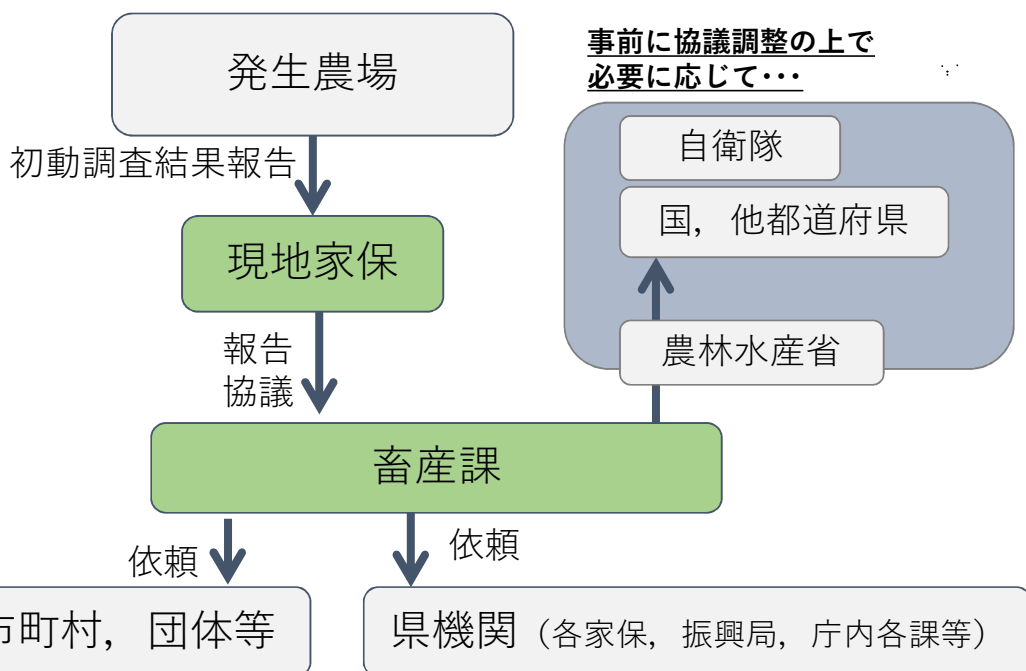 発生農場
事前に協議調整の上で
必要に応じて･･･
初動調査結果報告
自衛隊
国，他都道府県
現地家保
農林水産省
報告
協議
畜産課
依頼
依頼
市町村，団体等
県機関（各家保，振興局，庁内各課等）